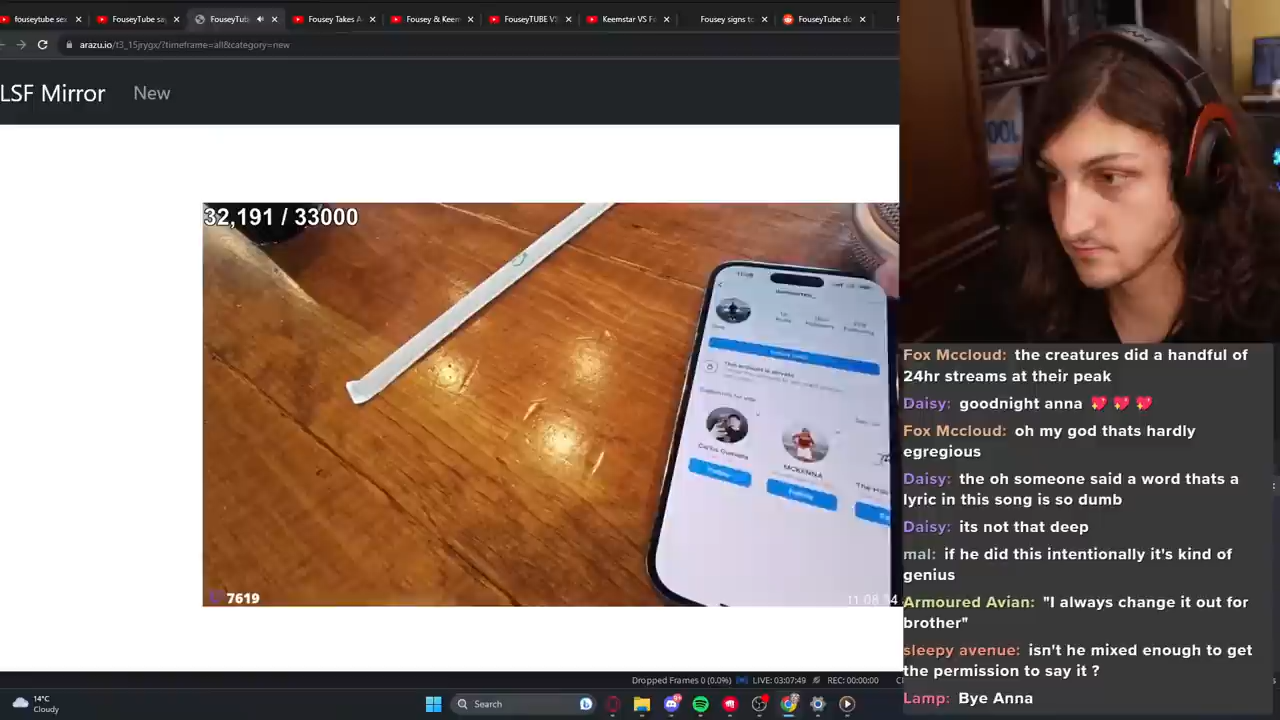 fouseytube sex
FouseyTube say
FouseyTub
Fousey Takes A
Fousey & Keem
FouseyTUBE VS
Keemstar VS Fo
Fousey signs to
FouseyTube do
arazu.io/t3_15jrygx/?timeframe=all&category=new
LSF Mirror
New
32,191 / 33000
MCKENNA
7619
11:08:34
Fox Mccloud: the creatures did a handful of
24hr streams at their peak
Daisy: goodnight anna 💖 💖 💖
Fox Mccloud: oh my god thats hardly
egregious
Daisy: the oh someone said a word thats a
lyric in this song is so dumb
Daisy: its not that deep
mal: if he did this intentionally it's kind of
genius
Armoured Avian: "I always change it out for
brother"
sleepy avenue: isn't he mixed enough to get
the permission to say it ?
Lamp: Bye Anna
Dropped Frames 0 (0.0%)
LIVE: 03:07:49
REC: 00:00:00
14°C
Cloudy
Search